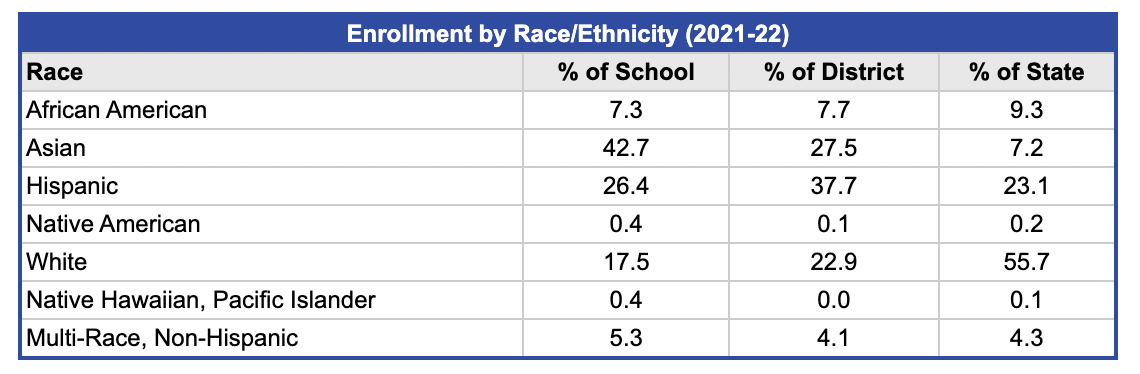 Enrollment by Race/Ethnicity (2021-22)
Race % of School % of District % of State
African American 7.3 7.7 9.3
Asian 42.7 27.5 7.2
Hispanic 26.4 37.7 23.1
Native American 0.4 0.1 0.2
White 17.5 22.9 55.7
Native Hawaiian, Pacific Islander 0.4 0.0 0.1
Multi-Race, Non-Hispanic 5.3 4.1 4.3